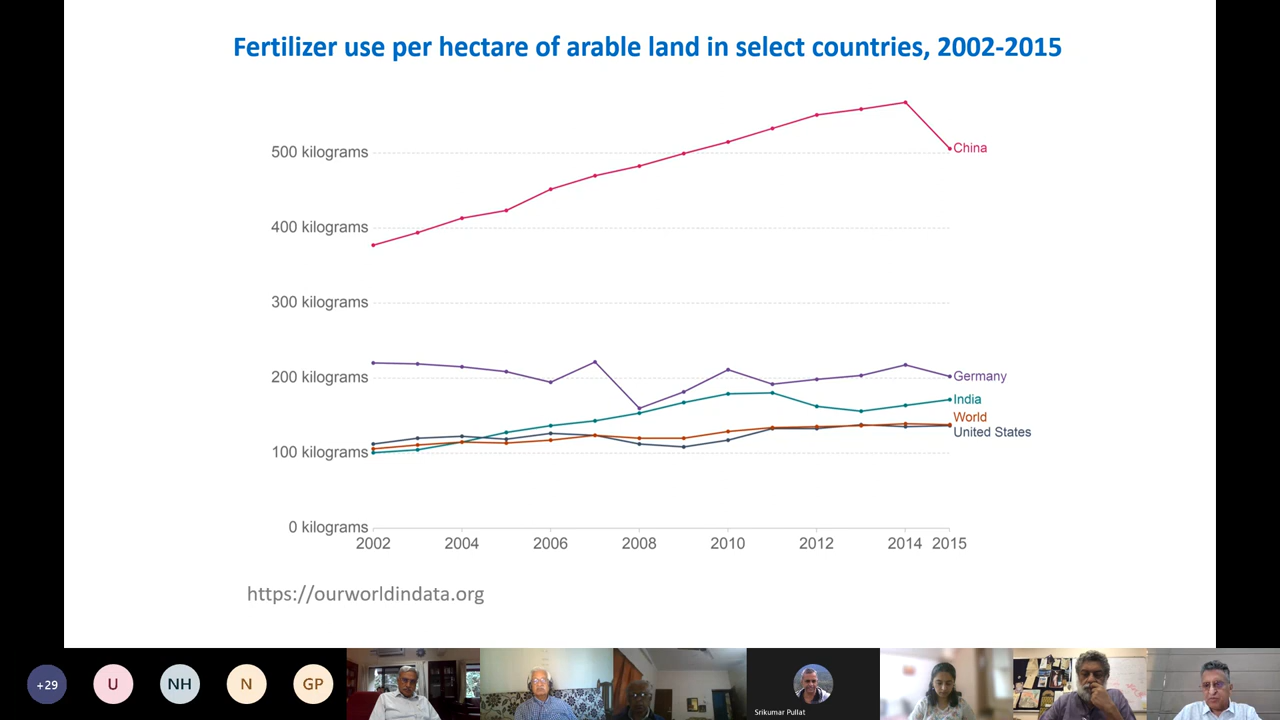 Fertilizer use per hectare of arable land in select countries, 2002-2015
500 kilograms
400 kilograms
300 kilograms
200 kilograms
100 kilograms
0 kilograms
China
Germany
India
World
United States
2002 2004 2006 2008 2010 2012 2014 2015
https://ourworldindata.org
+29 U NH N GP
Srikumar Pullat